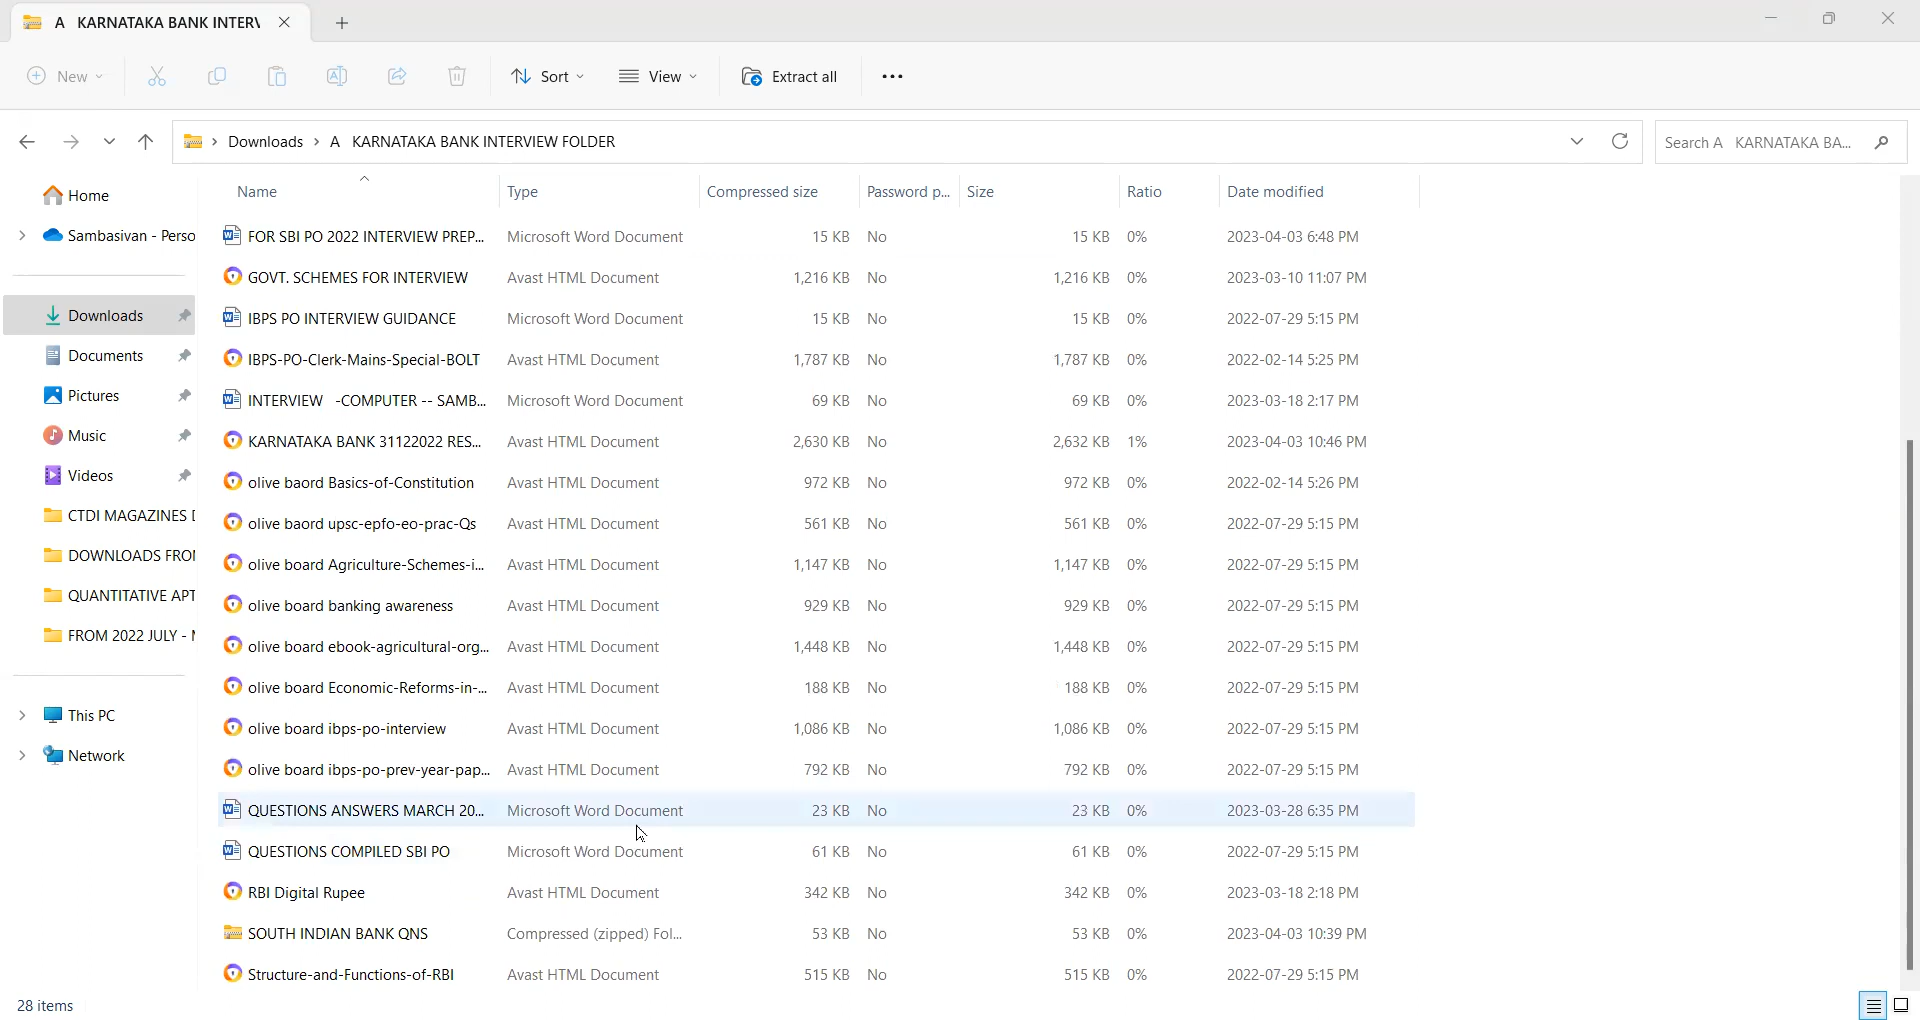 A KARNATAKA BANK INTERV
New
Sort
View
Extract all
Downloads > A KARNATAKA BANK INTERVIEW FOLDER
Search A KARNATAKA BA...
Home
Sambasivan - Perso
Downloads
Documents
Pictures
Music
Videos
CTDI MAGAZINES
DOWNLOADS FRO
QUANTITATIVE APT
FROM 2022 JULY -
This PC
Network
Name Type Compressed size Password p... Size Ratio Date modified
FOR SBI PO 2022 INTERVIEW PREP... Microsoft Word Document 15 KB No 15 KB 0% 2023-04-03 6:48 PM
GOVT. SCHEMES FOR INTERVIEW Avast HTML Document 1,216 KB No 1,216 KB 0% 2023-03-10 11:07 PM
IBPS PO INTERVIEW GUIDANCE Microsoft Word Document 15 KB No 15 KB 0% 2022-07-29 5:15 PM
IBPS-PO-Clerk-Mains-Special-BOLT Avast HTML Document 1,787 KB No 1,787 KB 0% 2022-02-14 5:25 PM
INTERVIEW -COMPUTER -- SAMB... Microsoft Word Document 69 KB No 69 KB 0% 2023-03-18 2:17 PM
KARNATAKA BANK 31122022 RES... Avast HTML Document 2,630 KB No 2,632 KB 1% 2023-04-03 10:46 PM
olive baord Basics-of-Constitution Avast HTML Document 972 KB No 972 KB 0% 2022-02-14 5:26 PM
olive baord upsc-epfo-eo-prac-Qs Avast HTML Document 561 KB No 561 KB 0% 2022-07-29 5:15 PM
olive board Agriculture-Schemes-i... Avast HTML Document 1,147 KB No 1,147 KB 0% 2022-07-29 5:15 PM
olive board banking awareness Avast HTML Document 929 KB No 929 KB 0% 2022-07-29 5:15 PM
olive board ebook-agricultural-org... Avast HTML Document 1,448 KB No 1,448 KB 0% 2022-07-29 5:15 PM
olive board Economic-Reforms-in-... Avast HTML Document 188 KB No 188 KB 0% 2022-07-29 5:15 PM
olive board ibps-po-interview Avast HTML Document 1,086 KB No 1,086 KB 0% 2022-07-29 5:15 PM
olive board ibps-po-prev-year-pap... Avast HTML Document 792 KB No 792 KB 0% 2022-07-29 5:15 PM
QUESTIONS ANSWERS MARCH 20... Microsoft Word Document 23 KB No 23 KB 0% 2023-03-28 6:35 PM
QUESTIONS COMPILED SBI PO Microsoft Word Document 61 KB No 61 KB 0% 2022-07-29 5:15 PM
RBI Digital Rupee Avast HTML Document 342 KB No 342 KB 0% 2023-03-18 2:18 PM
SOUTH INDIAN BANK QNS Compressed (zipped) Fol... 53 KB No 53 KB 0% 2023-04-03 10:39 PM
Structure-and-Functions-of-RBI Avast HTML Document 515 KB No 515 KB 0% 2022-07-29 5:15 PM
28 items